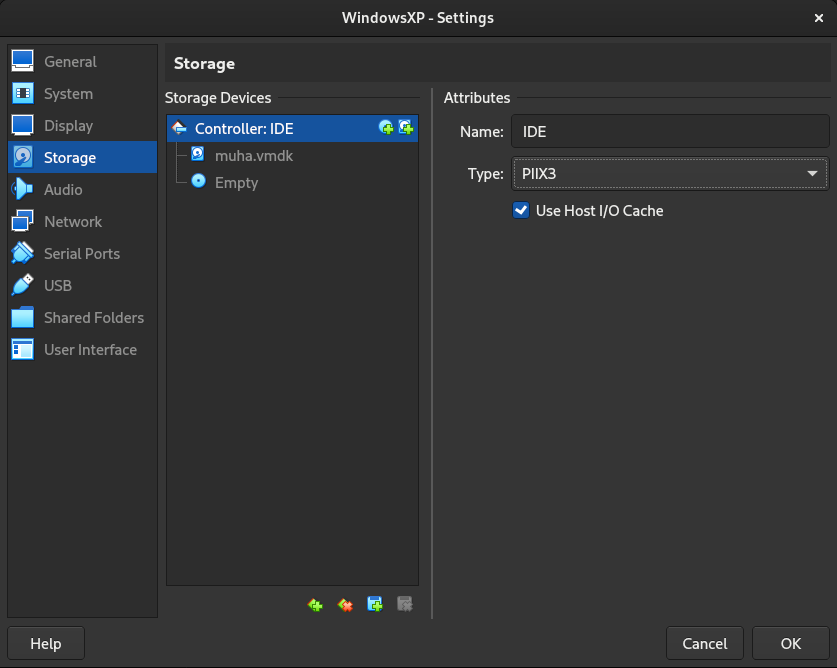 WindowsXP - Settings
General
System
Display
Storage
Audio
Network
Serial Ports
USB
Shared Folders
User Interface
Storage
Storage Devices
Controller: IDE
muha.vmdk
Empty
Attributes
Name: IDE
Type: PIIX3
Use Host I/O Cache
Help
Cancel
OK